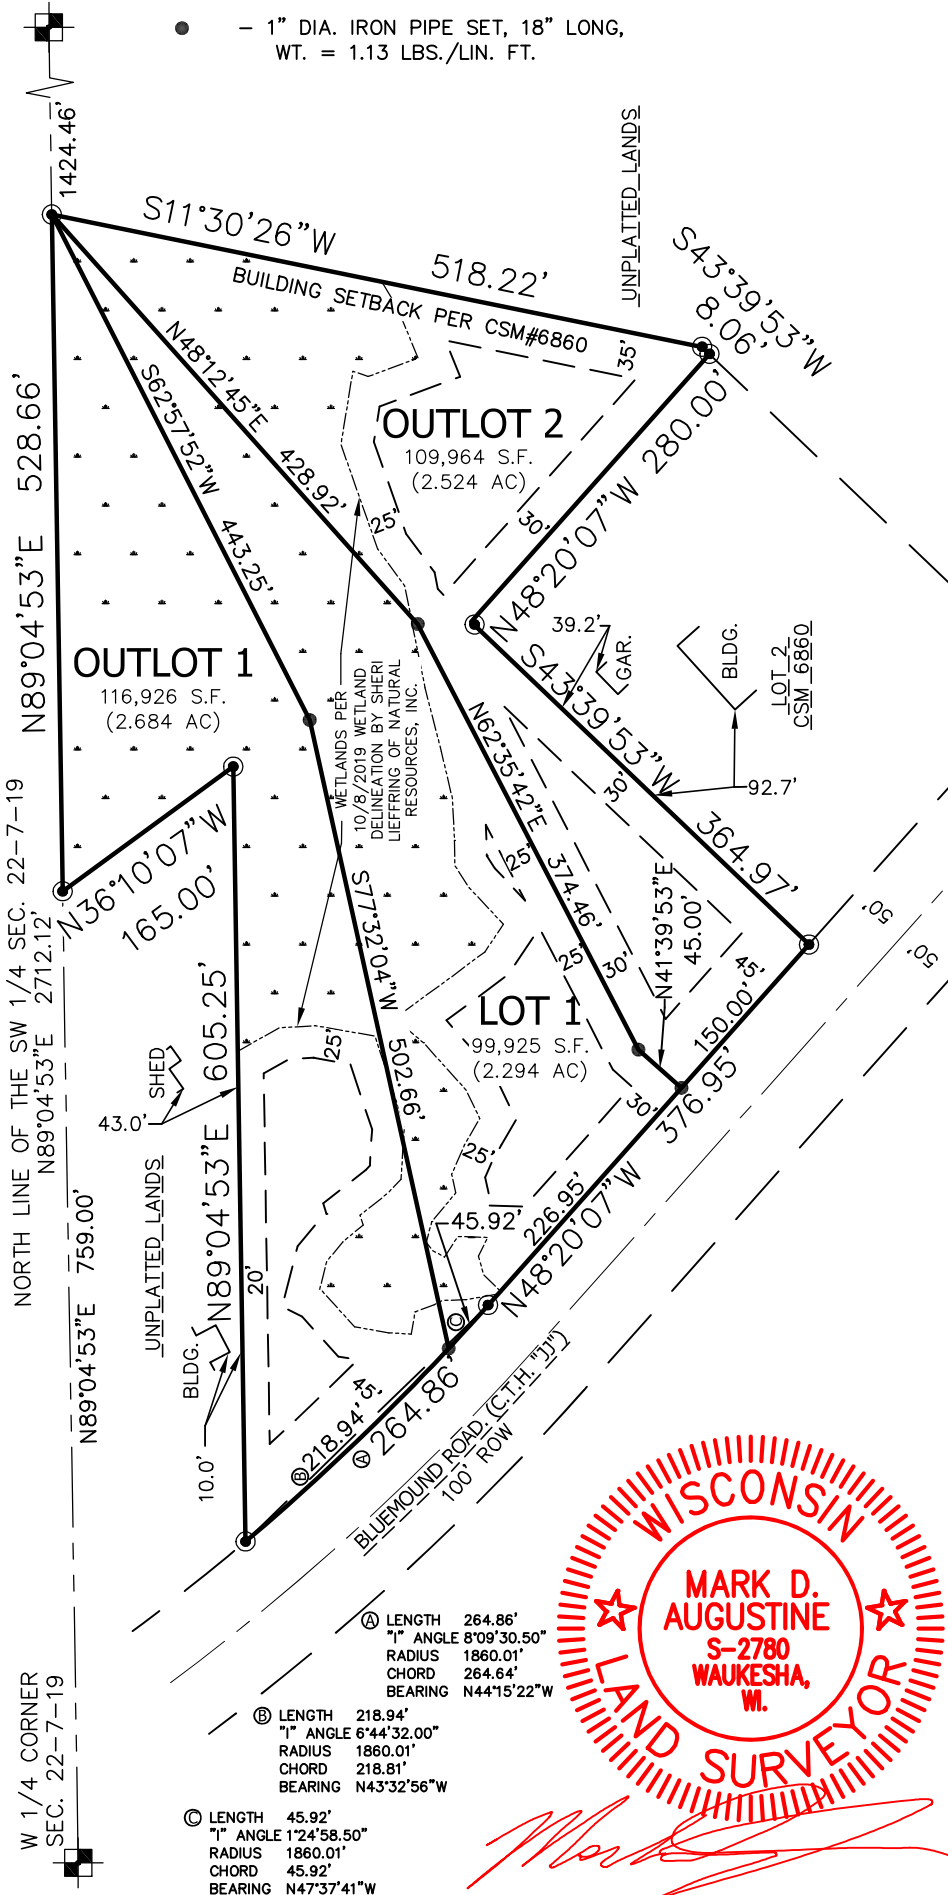 – 1” DIA. IRON PIPE SET, 18” LONG,
WT. = 1.13 LBS./LIN. FT.
1424.46'
S11°30'26”W
518.22'
BUILDING SETBACK PER CSM#6860
UNPLATTED LANDS
S43°39'53”W
8.06'
35'
N48°12'45”E
428.92'
S62°57'52”W
443.25'
OUTLOT 2
109,964 S.F.
(2.524 AC)
25'
30'
N48°20'07”W 280.00'
N89°04'53”E 528.66'
OUTLOT 1
116,926 S.F.
(2.684 AC)
WETLANDS PER
10/8/2019 WETLAND
DELINEATION BY SHERI
LIEFFRING OF NATURAL
RESOURCES, INC.
39.2'
GAR.
BLDG.
LOT 2
CSM 6860
S43°39'53”W
364.97'
30'
92.7'
N62°35'42”E
374.46'
25'
N36°10'07”W
165.00'
S77°32'04”W
502.66'
25'
30'
N41°39'53”E
45.00'
45'
50'
50'
LOT 1
99,925 S.F.
(2.294 AC)
150.00'
376.95'
30'
NORTH LINE OF THE SW 1/4 SEC. 22–7–19
N89°04'53”E 2712.12'
N89°04'53”E 605.25'
25'
SHED
43.0'
UNPLATTED LANDS
20'
25'
45.92'
226.95'
N48°20'07”W
N89°04'53”E 759.00'
BLDG.
10.0'
C
45'
B 218.94'
A 264.86'
BLUEMOUND ROAD (C.T.H. "JJ")
100' ROW
A LENGTH 264.86'
"I" ANGLE 8°09'30.50"
RADIUS 1860.01'
CHORD 264.64'
BEARING N44°15'22”W
B LENGTH 218.94'
"I" ANGLE 6°44'32.00"
RADIUS 1860.01'
CHORD 218.81'
BEARING N43°32'56”W
C LENGTH 45.92'
"I" ANGLE 1°24'58.50"
RADIUS 1860.01'
CHORD 45.92'
BEARING N47°37'41”W
W 1/4 CORNER
SEC. 22–7–19
WISCONSIN
MARK D.
AUGUSTINE
S–2780
WAUKESHA,
WI.
LAND SURVEYOR